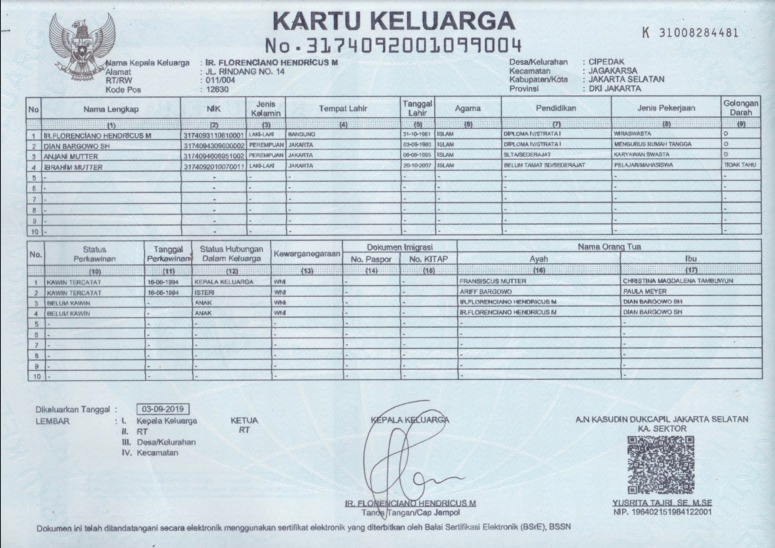 KARTU KELUARGA
No. 3174092001099004
K 31008284481
Nama Kepala Keluarga : IR. FLORENCIANO HENDRICUS M
Alamat : JL. RINDANG NO. 14
RT/RW : 011/004
Kode Pos : 12630
Desa/Kelurahan : CIPEDAK
Kecamatan : JAGAKARSA
Kabupaten/Kota : JAKARTA SELATAN
Provinsi : DKI JAKARTA
No Nama Lengkap NIK Jenis Kelamin Tempat Lahir Tanggal Lahir Agama Pendidikan Jenis Pekerjaan Golongan Darah
(1) (2) (3) (4) (5) (6) (7) (8) (9)
1 IR.FLORENCIANO HENDRICUS M 3174093110610001 LAKI-LAKI BANDUNG 31-10-1961 ISLAM DIPLOMA IV/STRATA I WIRASWASTA O
2 DIAN BARGOWO SH PEREMPUAN JAKARTA ISLAM DIPLOMA IV/STRATA I MENGURUS RUMAH TANGGA O
3 ANJANI MUTTER PEREMPUAN JAKARTA ISLAM SLTA/SEDERAJAT KARYAWAN SWASTA O
4 IBRAHIM MUTTER 3174092010070011 LAKI-LAKI JAKARTA 20-10-2007 ISLAM BELUM TAMAT SD/SEDERAJAT PELAJAR/MAHASISWA TIDAK TAHU
5 - - - - - - - -
6 - - - - - - - -
7 - - - - - - - -
8 - - - - - - - -
9 - - - - - - - -
10 - - - - - - - -
No. Status Perkawinan Tanggal Perkawinan Status Hubungan Dalam Keluarga Kewarganegaraan Dokumen Imigrasi Nama Orang Tua
No. Paspor No. KITAP Ayah Ibu
(10) (11) (12) (13) (14) (15) (16) (17)
1 KAWIN TERCATAT 16-06-1994 KEPALA KELUARGA WNI - - FRANSISCUS MUTTER CHRISTINA MAGDALENA TAMBUWUN
2 KAWIN TERCATAT 16-06-1994 ISTERI WNI - - ARIFF BARGOWO PAULA MEYER
3 BELUM KAWIN - ANAK WNI - - IR.FLORENCIANO HENDRICUS M DIAN BARGOWO SH
4 BELUM KAWIN - ANAK WNI - - IR.FLORENCIANO HENDRICUS M DIAN BARGOWO SH
5 - - - - - - - -
6 - - - - - - - -
7 - - - - - - - -
8 - - - - - - - -
9 - - - - - - - -
10 - - - - - - - -
Dikeluarkan Tanggal : 03-09-2019
LEMBAR : I. Kepala Keluarga
II. RT
III. Desa/Kelurahan
IV. Kecamatan
KETUA
RT
KEPALA KELUARGA
IR. FLORENCIANO HENDRICUS M
Tanda Tangan/Cap Jempol
A.N KASUDIN DUKCAPIL JAKARTA SELATAN
KA. SEKTOR
YUSRITA TAJRI, SE, M.SE
NIP. 196402151984122001
Dokumen ini telah ditandatangani secara elektronik menggunakan sertifikat elektronik yang diterbitkan oleh Balai Sertifikasi Elektronik (BSrE), BSSN